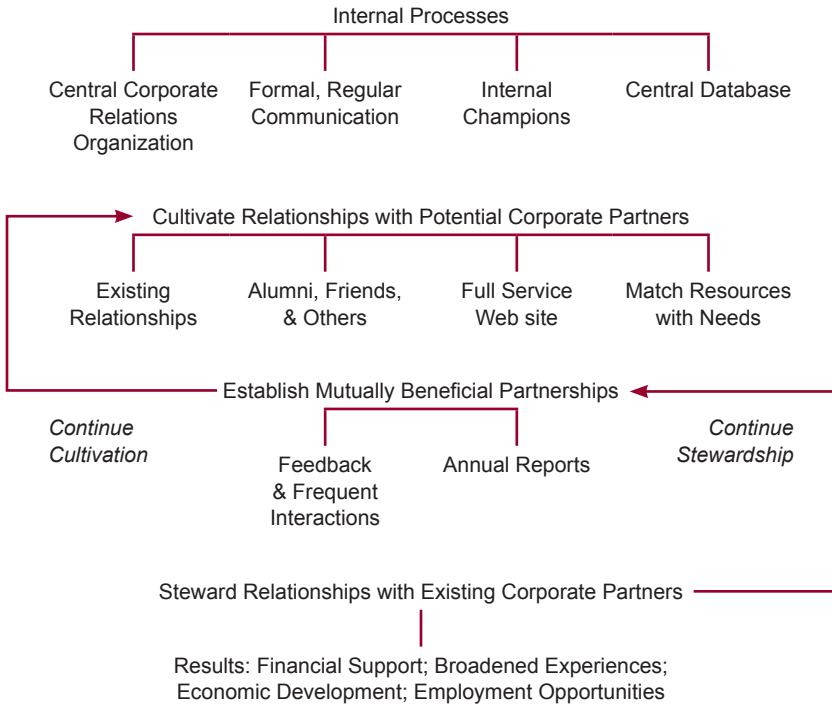 Internal Processes
Central Corporate
Relations
Organization
Formal, Regular
Communication
Internal
Champions
Central Database
Cultivate Relationships with Potential Corporate Partners
Existing
Relationships
Alumni, Friends,
& Others
Full Service
Web site
Match Resources
with Needs
Establish Mutually Beneficial Partnerships
Continue
Cultivation
Continue
Stewardship
Feedback
& Frequent
Interactions
Annual Reports
Steward Relationships with Existing Corporate Partners
Results: Financial Support; Broadened Experiences;
Economic Development; Employment Opportunities